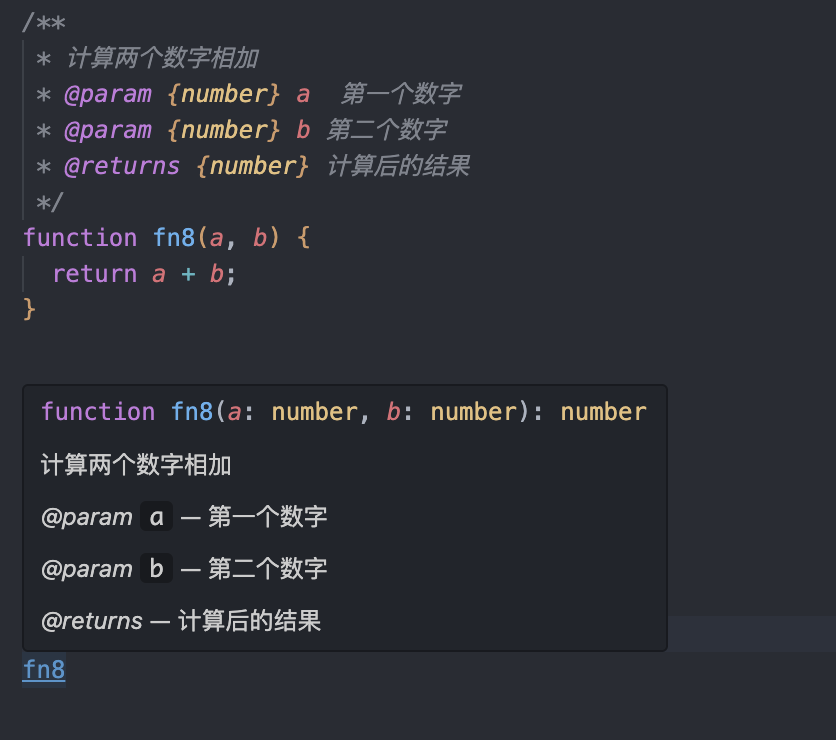 /**
 * 计算两个数字相加
 * @param {number} a  第一个数字
 * @param {number} b 第二个数字
 * @returns {number} 计算后的结果
 */
function fn8(a, b) {
  return a + b;
}
function fn8(a: number, b: number): number
计算两个数字相加
@param a — 第一个数字
@param b — 第二个数字
@returns — 计算后的结果
fn8